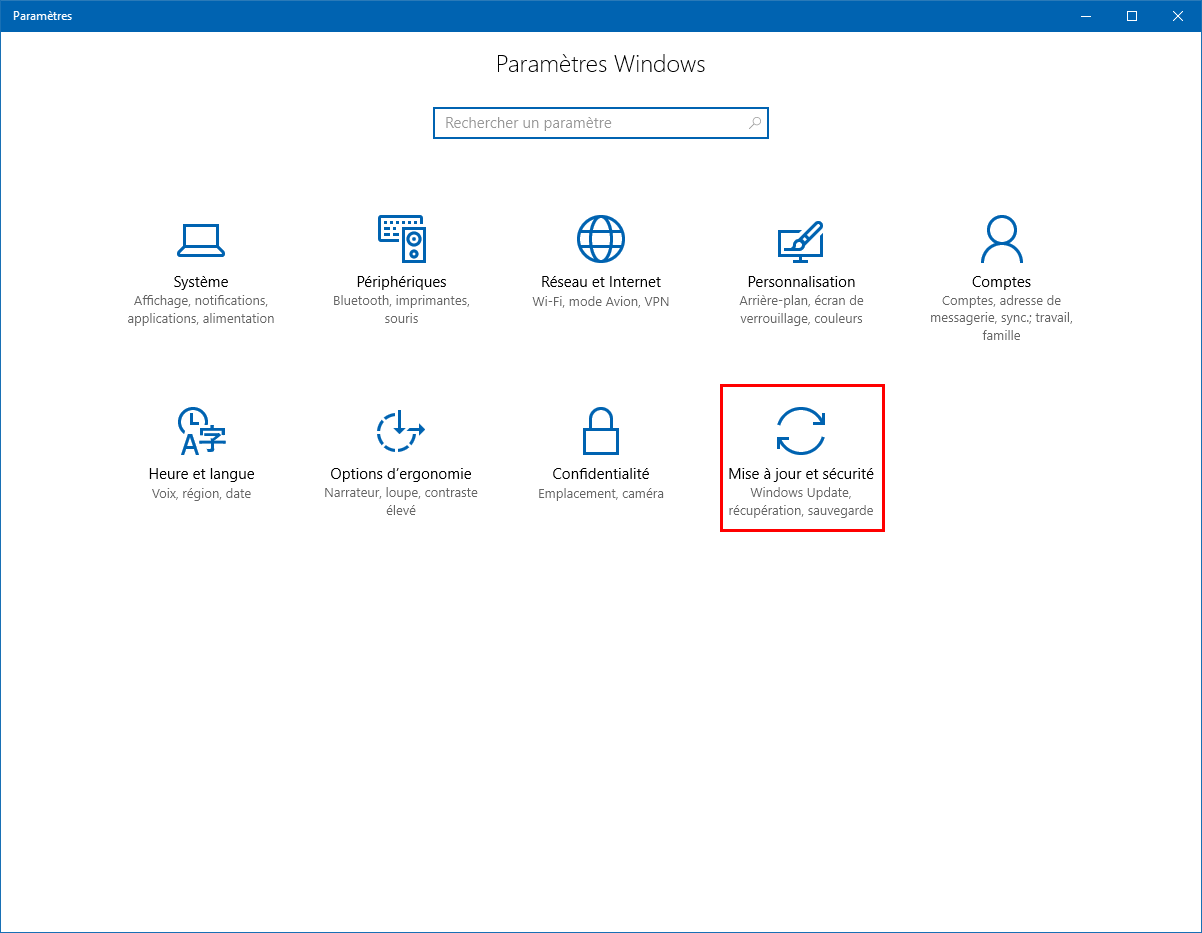 Paramètres
Paramètres Windows
Rechercher un paramètre
Système
Affichage, notifications,
applications, alimentation
Périphériques
Bluetooth, imprimantes,
souris
Réseau et Internet
Wi-Fi, mode Avion, VPN
Personnalisation
Arrière-plan, écran de
verrouillage, couleurs
Comptes
Comptes, adresse de
messagerie, sync.; travail,
famille
A字
Heure et langue
Voix, région, date
Options d’ergonomie
Narrateur, loupe, contraste
élevé
Confidentialité
Emplacement, caméra
Mise à jour et sécurité
Windows Update,
récupération, sauvegarde